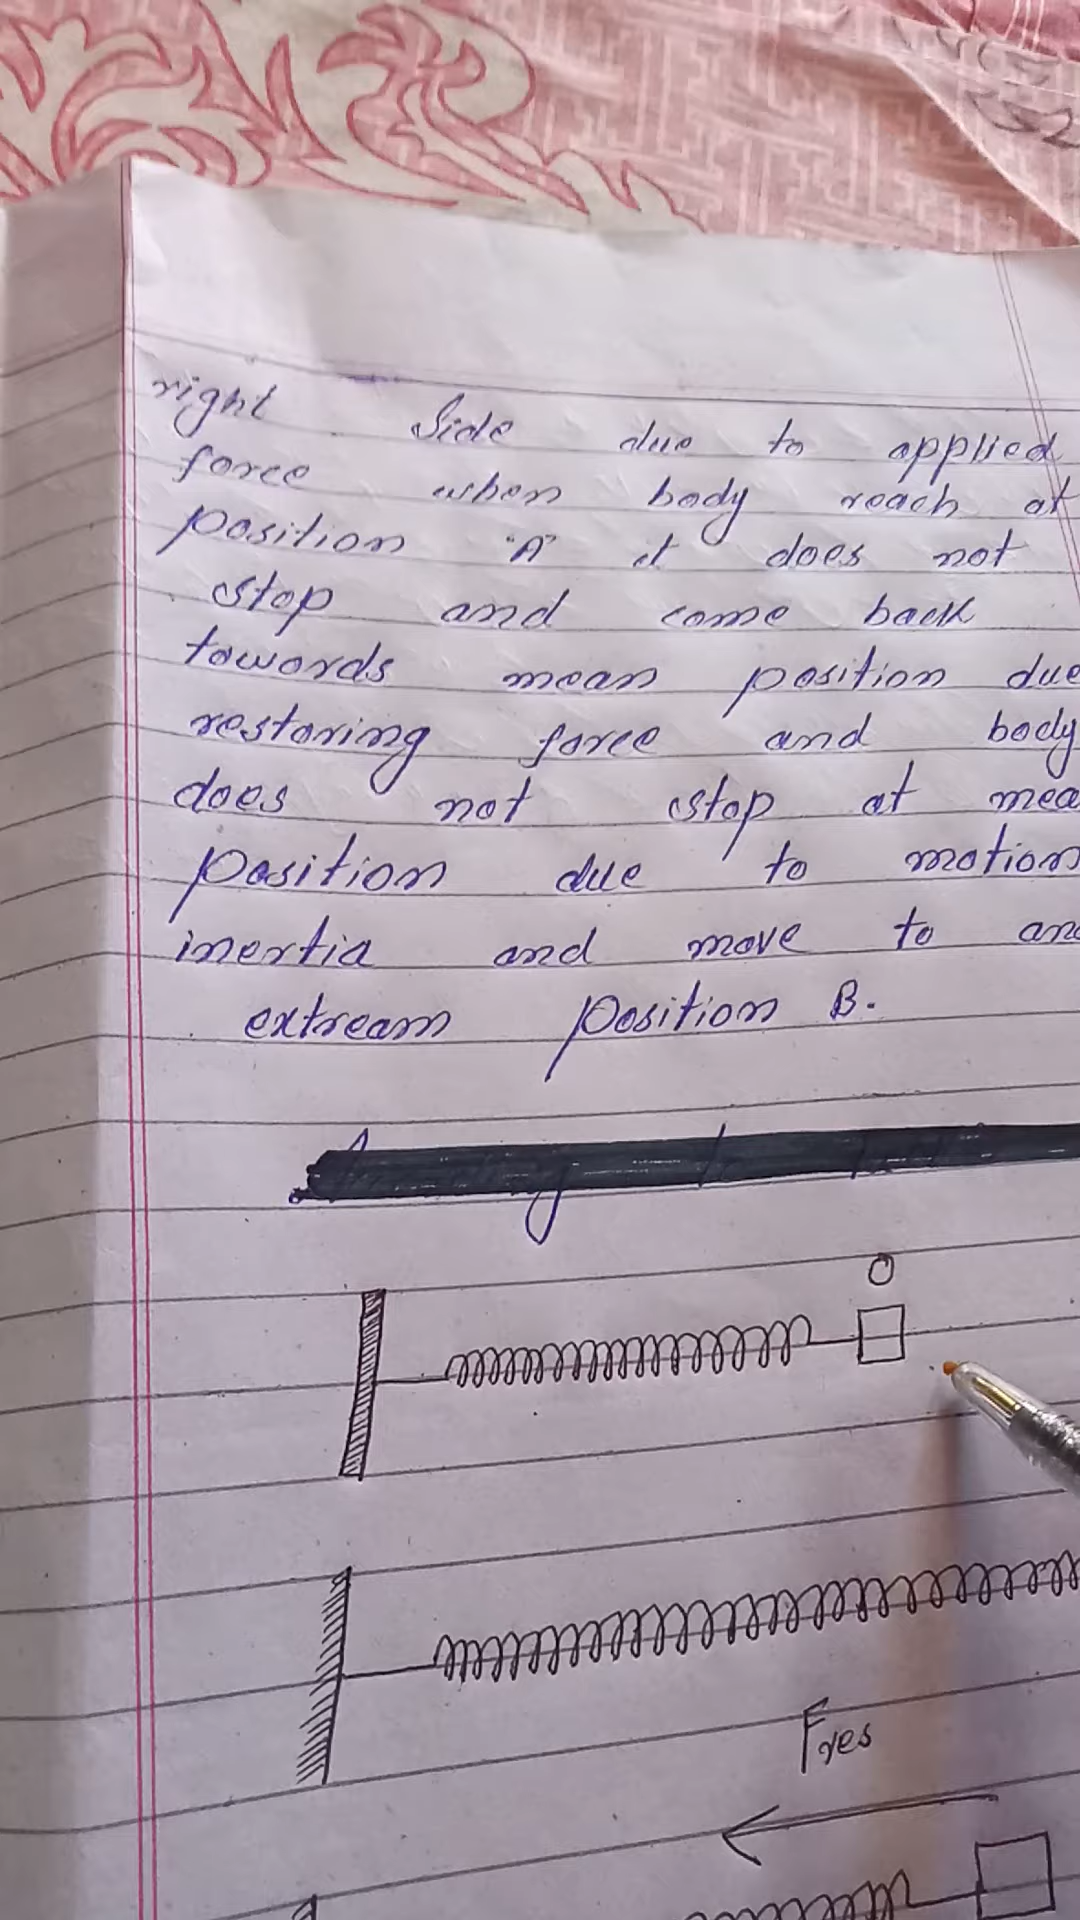 right side due to applied
force when body reach at
position "A" it does not
stop and come back
towards mean position due
restoring force and body
does not stop at mea
position due to motion
inertia and move to an
extream position B.
O
Fres